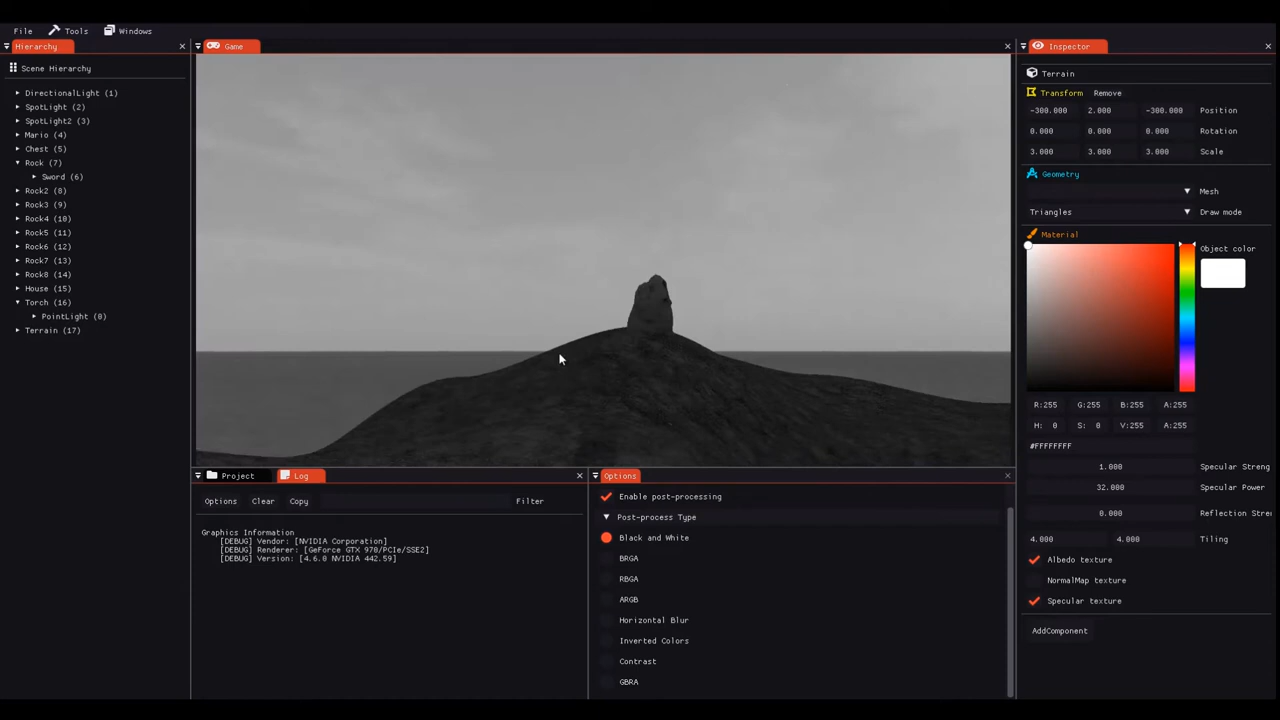 File Tools Windows
Hierarchy
Scene Hierarchy
DirectionalLight (1)
SpotLight (2)
SpotLight2 (3)
Mario (4)
Chest (5)
Rock (7)
Sword (6)
Rock2 (8)
Rock3 (9)
Rock4 (10)
Rock5 (11)
Rock6 (12)
Rock7 (13)
Rock8 (14)
House (15)
Torch (16)
PointLight (0)
Terrain (17)
Game
Project Log
Options Clear Copy Filter
Graphics Information
[DEBUG] Vendor: [NVIDIA Corporation]
[DEBUG] Renderer: [GeForce GTX 970/PCIe/SSE2]
[DEBUG] Version: [4.6.0 NVIDIA 442.59]
Options
Enable post-processing
Post-process Type
Black and White
BRGA
RBGA
ARGB
Horizontal Blur
Inverted Colors
Contrast
GBRA
Inspector
Terrain
Transform Remove
-300.000 2.000 -300.000 Position
0.000 0.000 0.000 Rotation
3.000 3.000 3.000 Scale
Geometry
Mesh
Triangles Draw mode
Material
Object color
R:255 G:255 B:255 A:255
H: 0 S: 0 V:255 A:255
#FFFFFFFF
1.000 Specular Streng
32.000 Specular Power
0.000 Reflection Stre
4.000 4.000 Tiling
Albedo texture
NormalMap texture
Specular texture
AddComponent